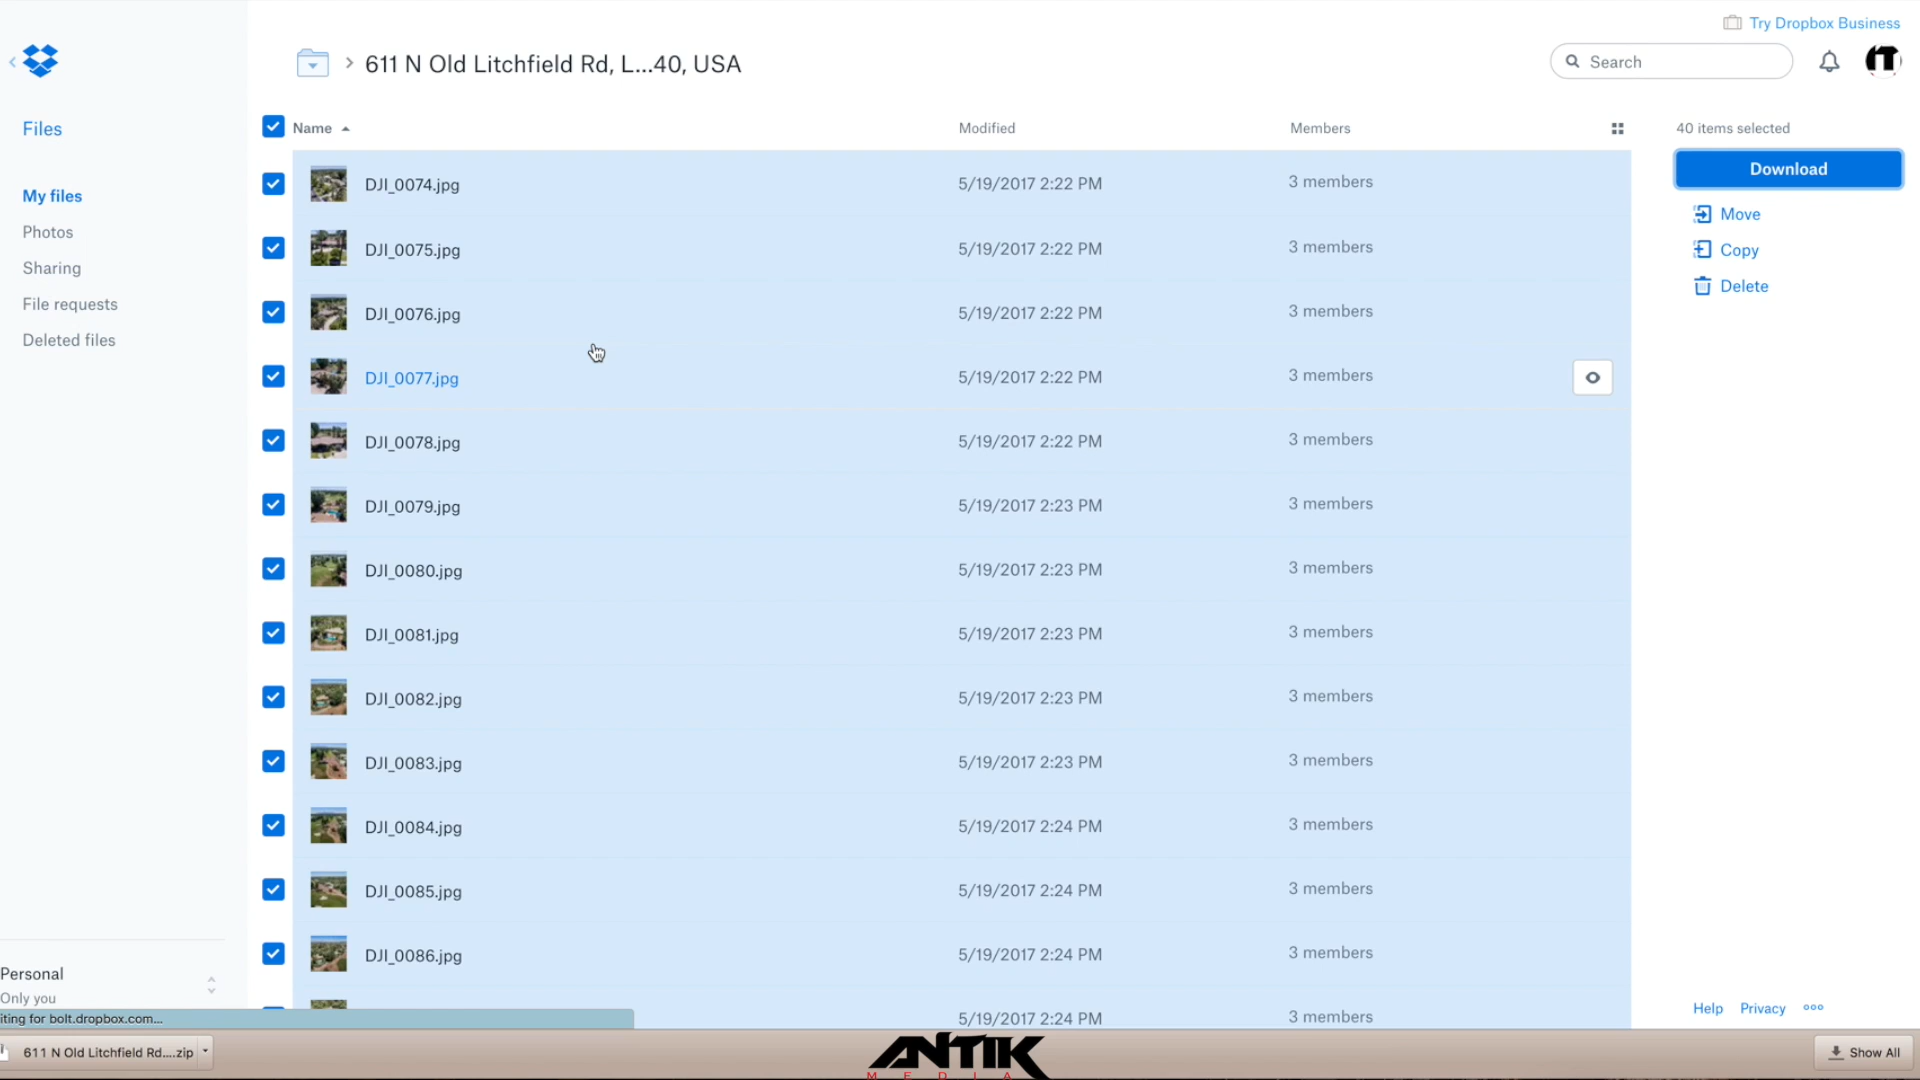 Try Dropbox Business
611 N Old Litchfield Rd, L...40, USA
Search
Files
My files
Photos
Sharing
File requests
Deleted files
Name Modified Members
DJI_0074.jpg 5/19/2017 2:22 PM 3 members
DJI_0075.jpg 5/19/2017 2:22 PM 3 members
DJI_0076.jpg 5/19/2017 2:22 PM 3 members
DJI_0077.jpg 5/19/2017 2:22 PM 3 members
DJI_0078.jpg 5/19/2017 2:22 PM 3 members
DJI_0079.jpg 5/19/2017 2:23 PM 3 members
DJI_0080.jpg 5/19/2017 2:23 PM 3 members
DJI_0081.jpg 5/19/2017 2:23 PM 3 members
DJI_0082.jpg 5/19/2017 2:23 PM 3 members
DJI_0083.jpg 5/19/2017 2:23 PM 3 members
DJI_0084.jpg 5/19/2017 2:24 PM 3 members
DJI_0085.jpg 5/19/2017 2:24 PM 3 members
DJI_0086.jpg 5/19/2017 2:24 PM 3 members
5/19/2017 2:24 PM 3 members
40 items selected
Download
Move
Copy
Delete
Personal
Only you
iting for bolt.dropbox.com...
Help Privacy
611 N Old Litchfield Rd....zip
ANTIK
MEDIA
Show All